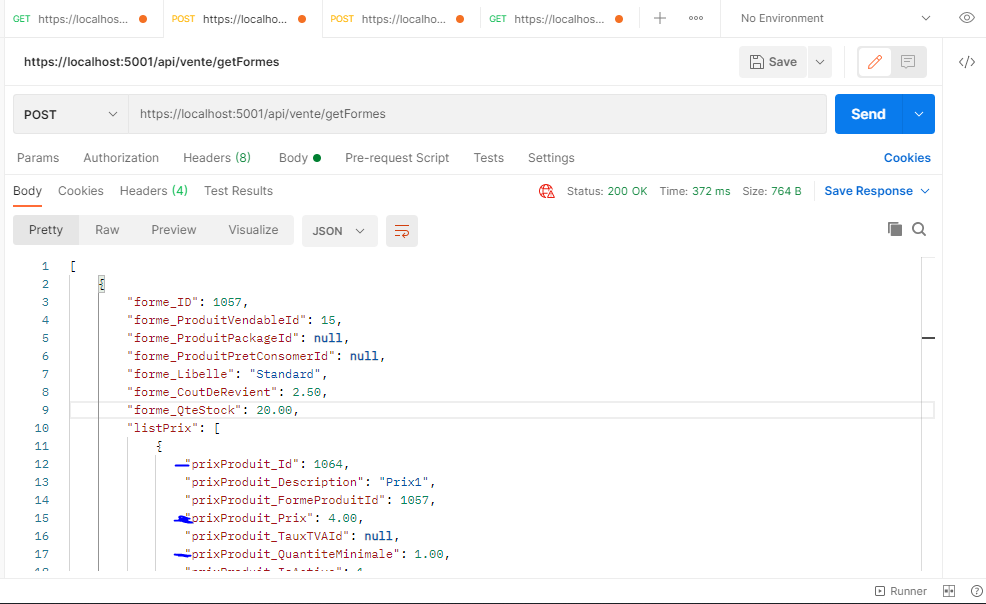 GET https://localhos... POST https://localho... POST https://localhos... GET https://localhos... No Environment
https://localhost:5001/api/vente/getFormes Save
POST https://localhost:5001/api/vente/getFormes Send
Params Authorization Headers (8) Body Pre-request Script Tests Settings Cookies
Body Cookies Headers (4) Test Results Status: 200 OK Time: 372 ms Size: 764 B Save Response
Pretty Raw Preview Visualize JSON
1 [
2 {
3 "forme_ID": 1057,
4 "forme_ProduitVendableId": 15,
5 "forme_ProduitPackageId": null,
6 "forme_ProduitPretConsomerId": null,
7 "forme_Libelle": "Standard",
8 "forme_CoutDeRevient": 2.50,
9 "forme_QteStock": 20.00,
10 "listPrix": [
11 {
12 "prixProduit_Id": 1064,
13 "prixProduit_Description": "Prix1",
14 "prixProduit_FormeProduitId": 1057,
15 "prixProduit_Prix": 4.00,
16 "prixProduit_TauxTVAId": null,
17 "prixProduit_QuantiteMinimale": 1.00,
Runner